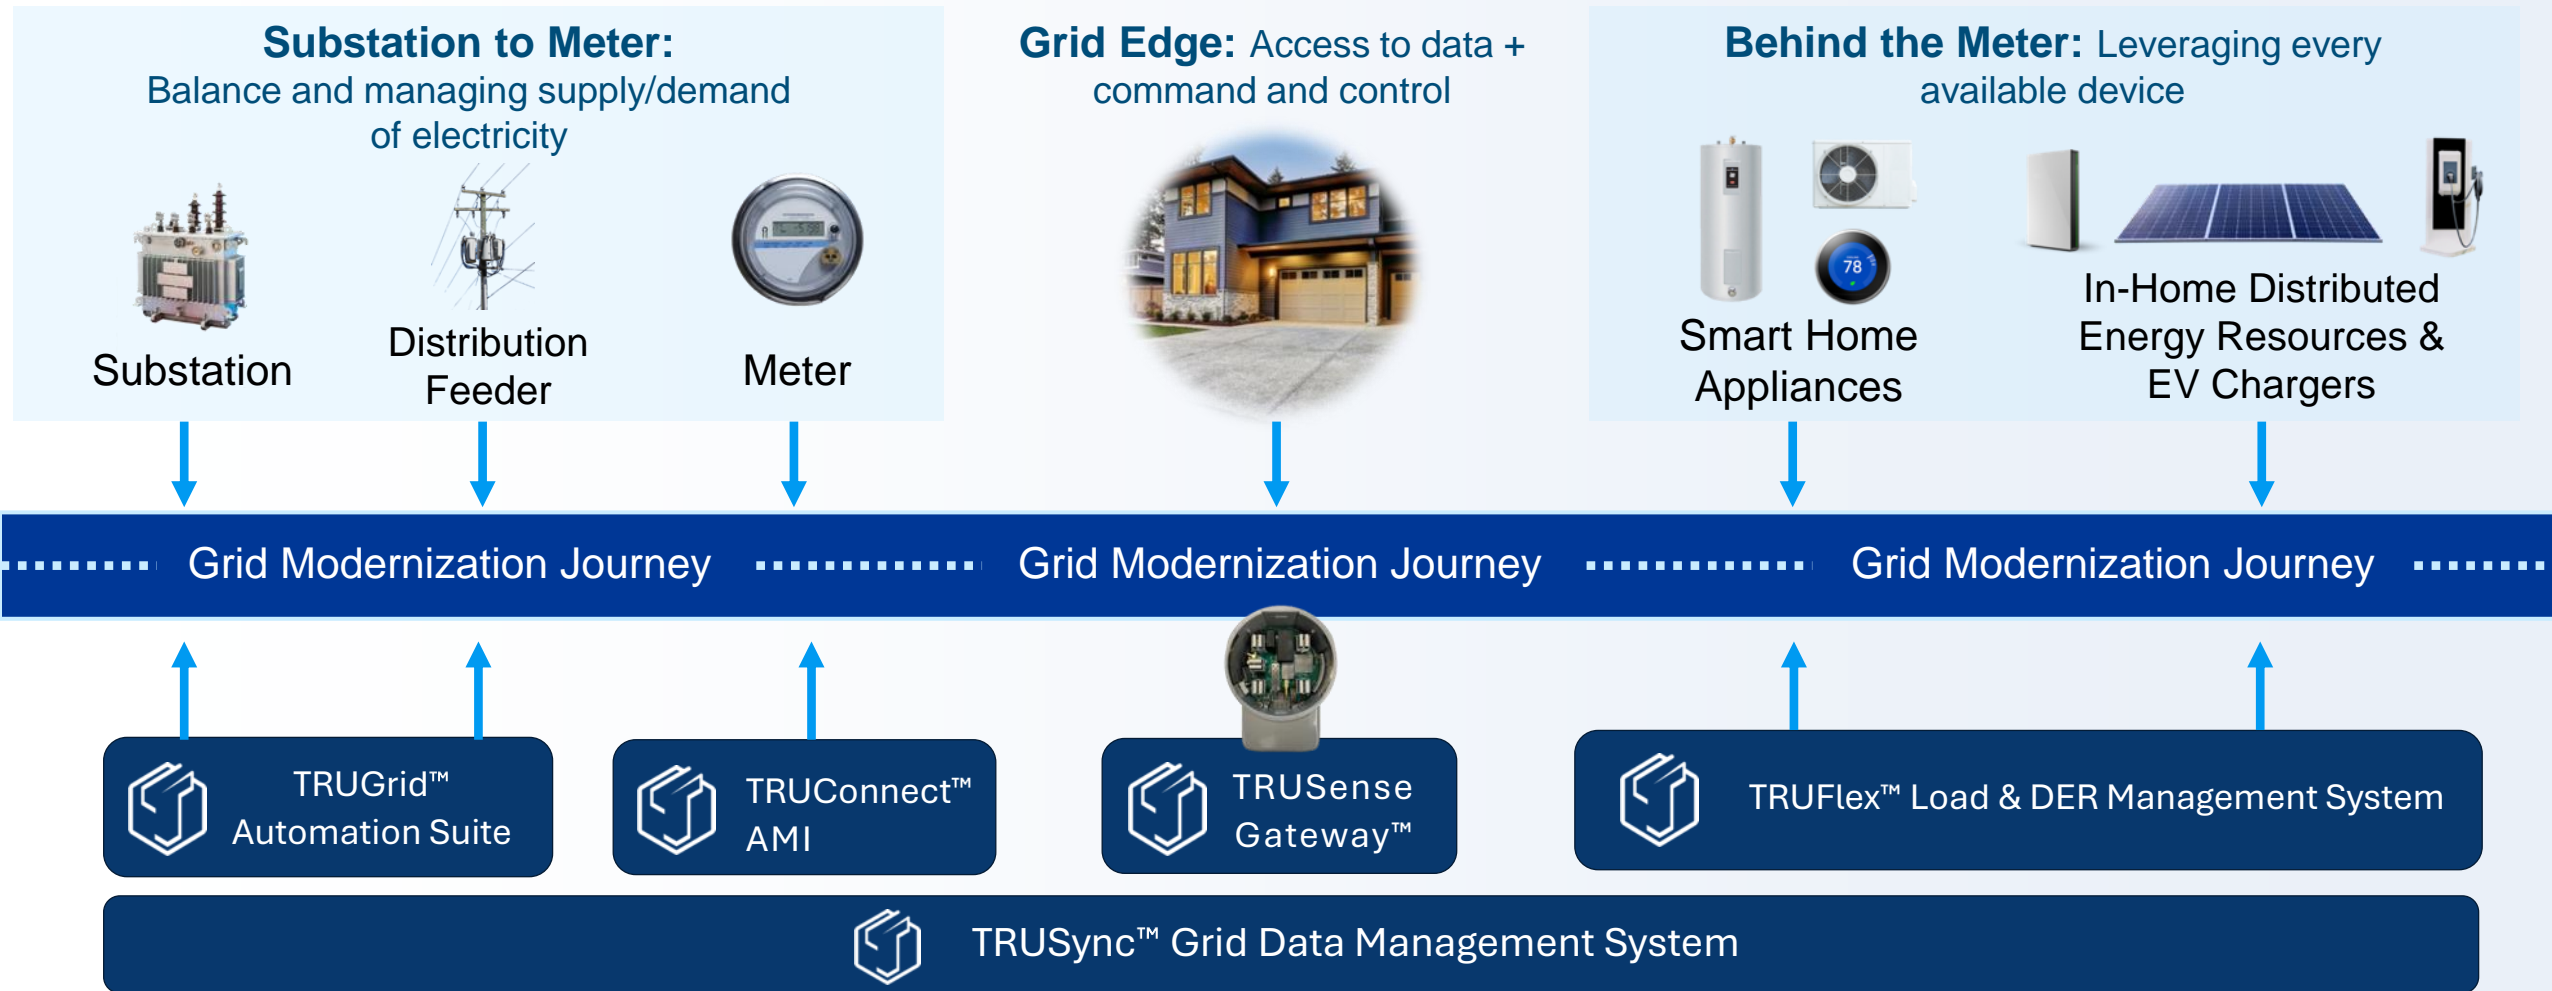 Substation to Meter:
Balance and managing supply/demand
of electricity
Substation
Distribution
Feeder
Meter
Grid Edge: Access to data +
command and control
Behind the Meter: Leveraging every
available device
78
Smart Home
Appliances
In-Home Distributed
Energy Resources &
EV Chargers
Grid Modernization Journey
Grid Modernization Journey
Grid Modernization Journey
TRUGrid™
Automation Suite
TRUConnect™
AMI
TRUSense
Gateway™
TRUFlex™ Load & DER Management System
TRUSync™ Grid Data Management System